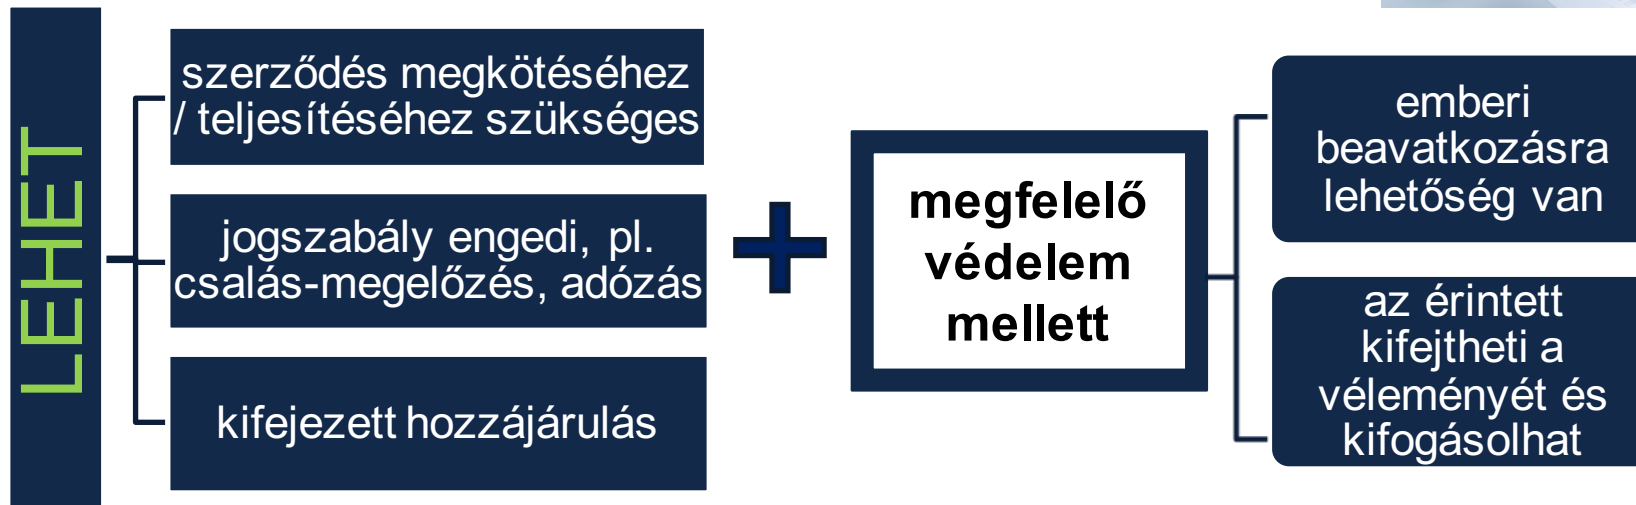 LEHET
szerződés megkötéséhez
/ teljesítéséhez szükséges
jogszabály engedi, pl.
csalás-megelőzés, adózás
kifejezett hozzájárulás
megfelelő
védelem
mellett
emberi
beavatkozásra
lehetőség van
az érintett
kifejtheti a
véleményét és
kifogásolhat